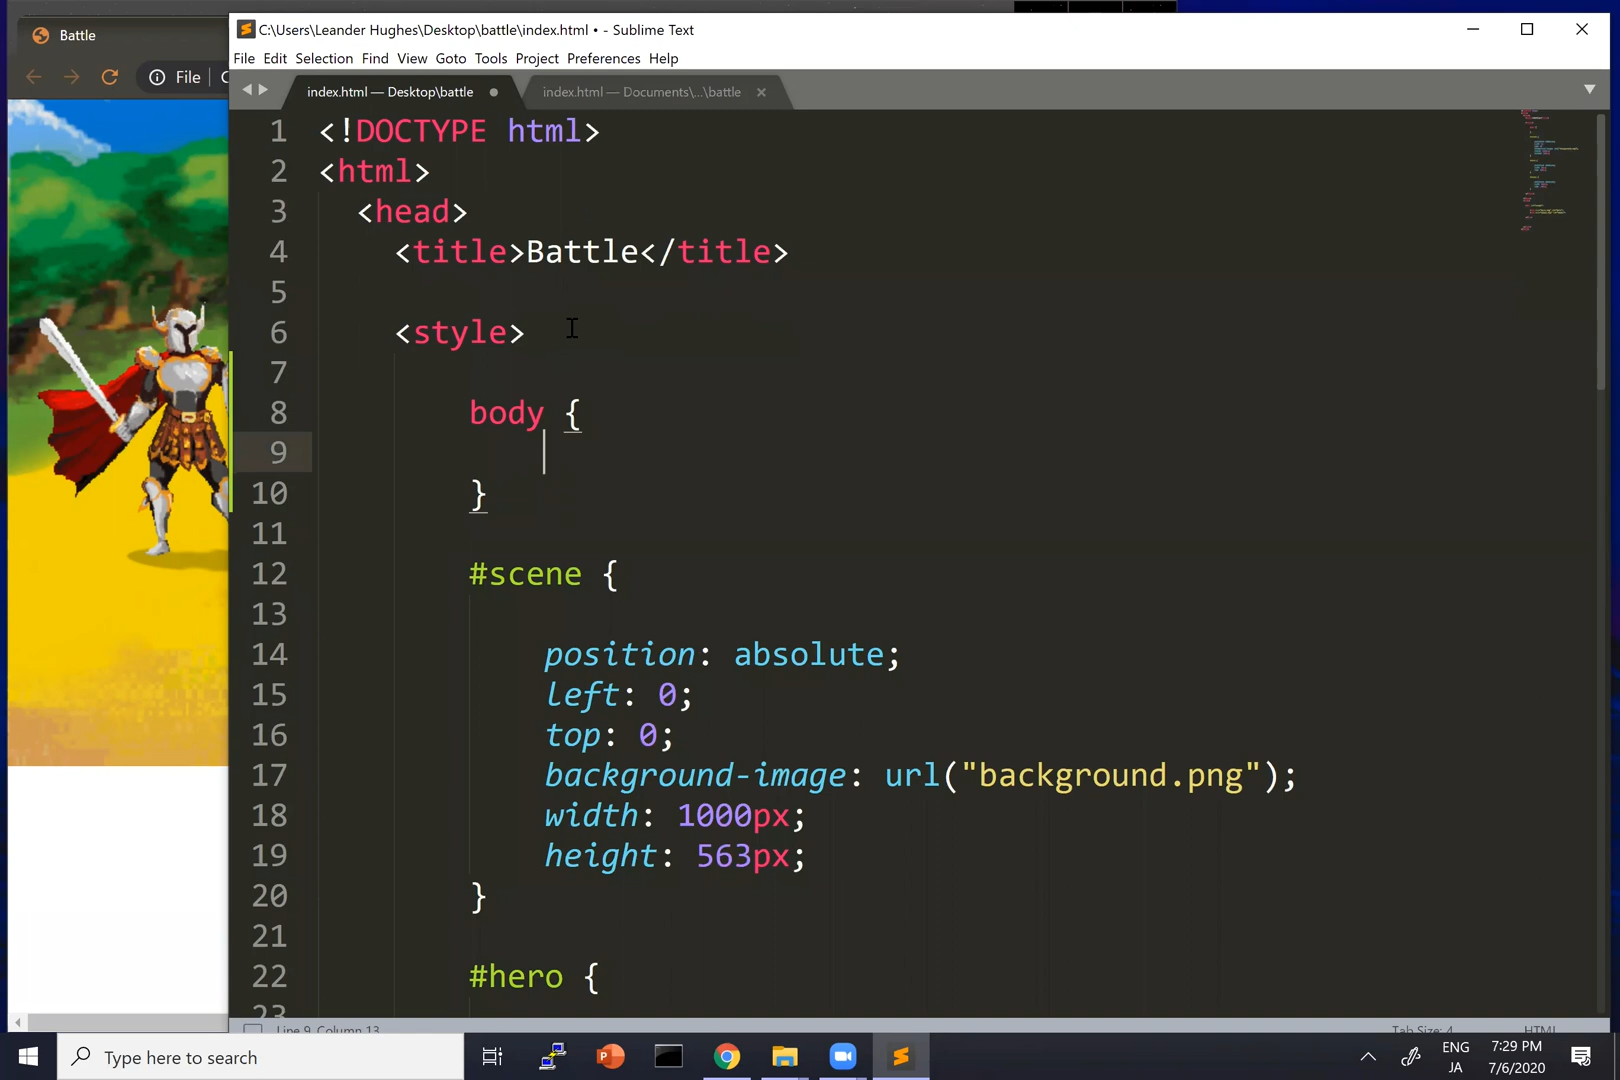 Battle
File
C:\Users\Leander Hughes\Desktop\battle\index.html • - Sublime Text
File Edit Selection Find View Goto Tools Project Preferences Help
index.html — Desktop\battle
index.html — Documents\...\battle
1 <!DOCTYPE html>
2 <html>
3 <head>
4 <title>Battle</title>
5
6 <style>
7
8 body {
9
10 }
11
12 #scene {
13
14 position: absolute;
15 left: 0;
16 top: 0;
17 background-image: url("background.png");
18 width: 1000px;
19 height: 563px;
20 }
21
22 #hero {
23
Line 9, Column 13
Tab Size: 4
HTML
Type here to search
ENG
JA
7:29 PM
7/6/2020